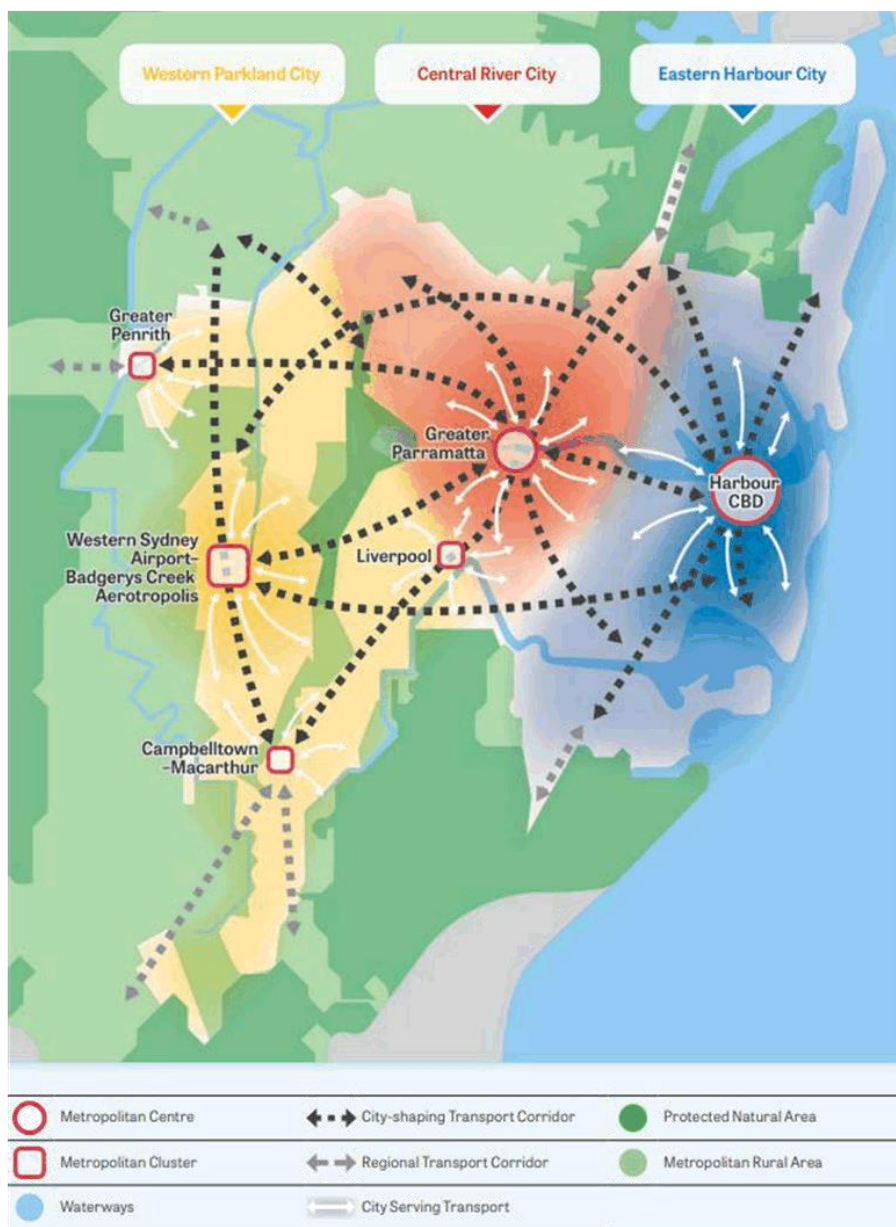 Western Parkland City
Central River City
Eastern Harbour City
Greater
Penrith
Greater
Parramatta
Harbour
CBD
Western Sydney
Airport–
Badgerys Creek
Aerotropolis
Liverpool
Campbelltown
–Macarthur
Metropolitan Centre
City-shaping Transport Corridor
Protected Natural Area
Metropolitan Cluster
Regional Transport Corridor
Metropolitan Rural Area
Waterways
City Serving Transport